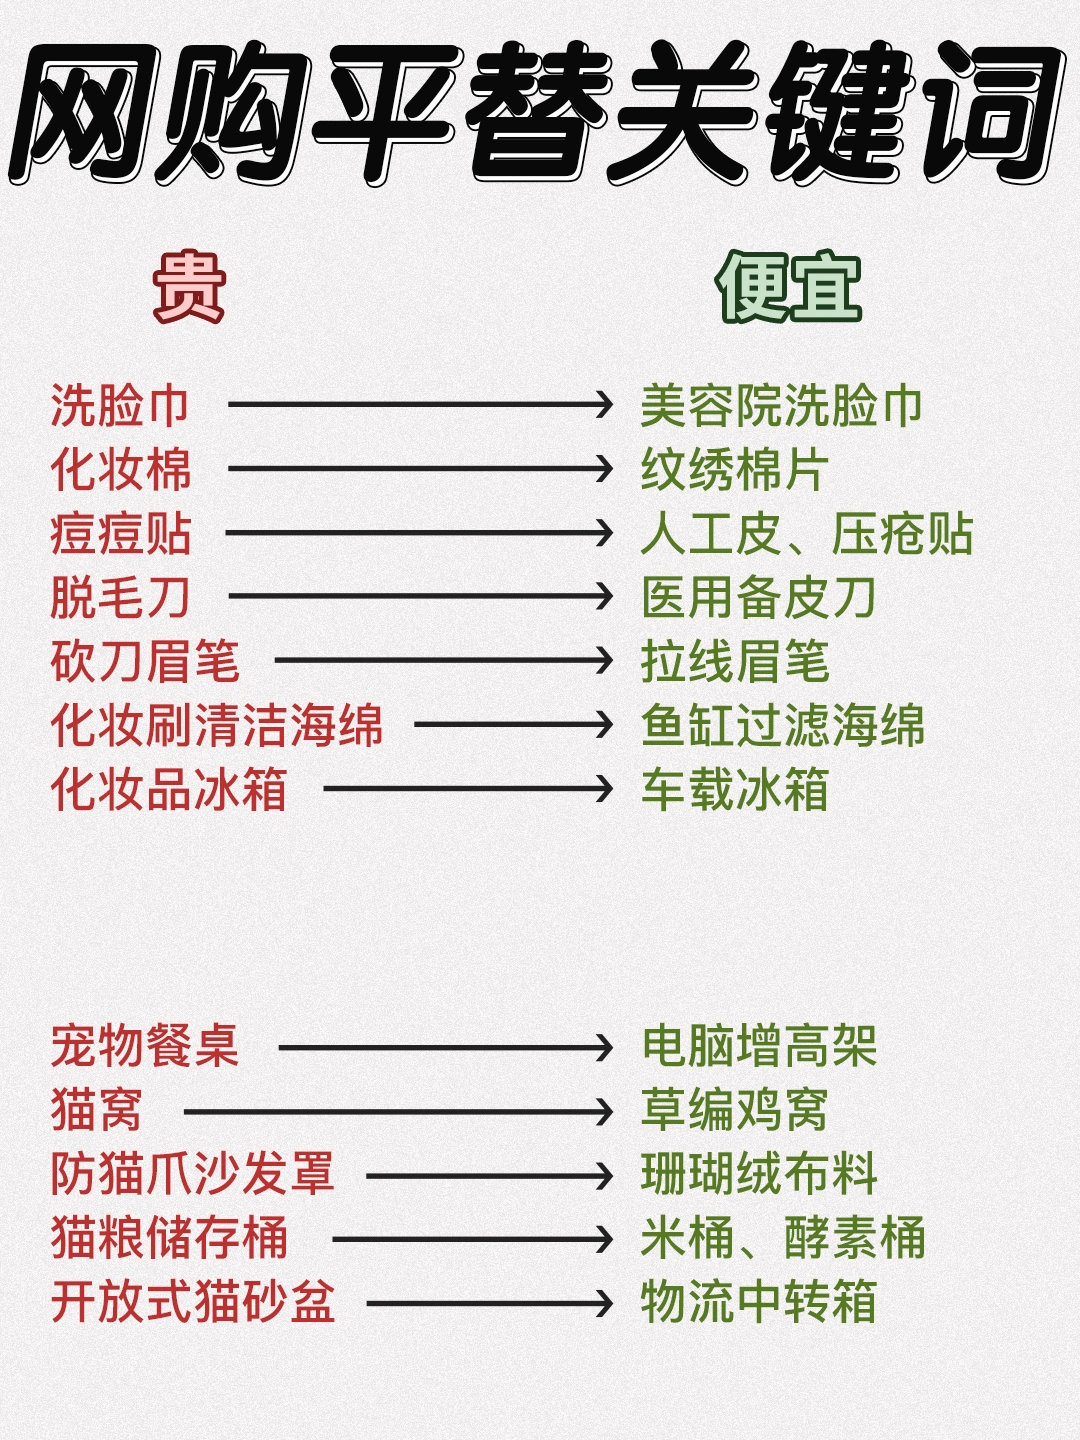 网购平替关键词
贵 便宜
洗脸巾 → 美容院洗脸巾
化妆棉 → 纹绣棉片
痘痘贴 → 人工皮、压疮贴
脱毛刀 → 医用备皮刀
砍刀眉笔 → 拉线眉笔
化妆刷清洁海绵 → 鱼缸过滤海绵
化妆品冰箱 → 车载冰箱
宠物餐桌 → 电脑增高架
猫窝 → 草编鸡窝
防猫爪沙发罩 → 珊瑚绒布料
猫粮储存桶 → 米桶、酵素桶
开放式猫砂盆 → 物流中转箱